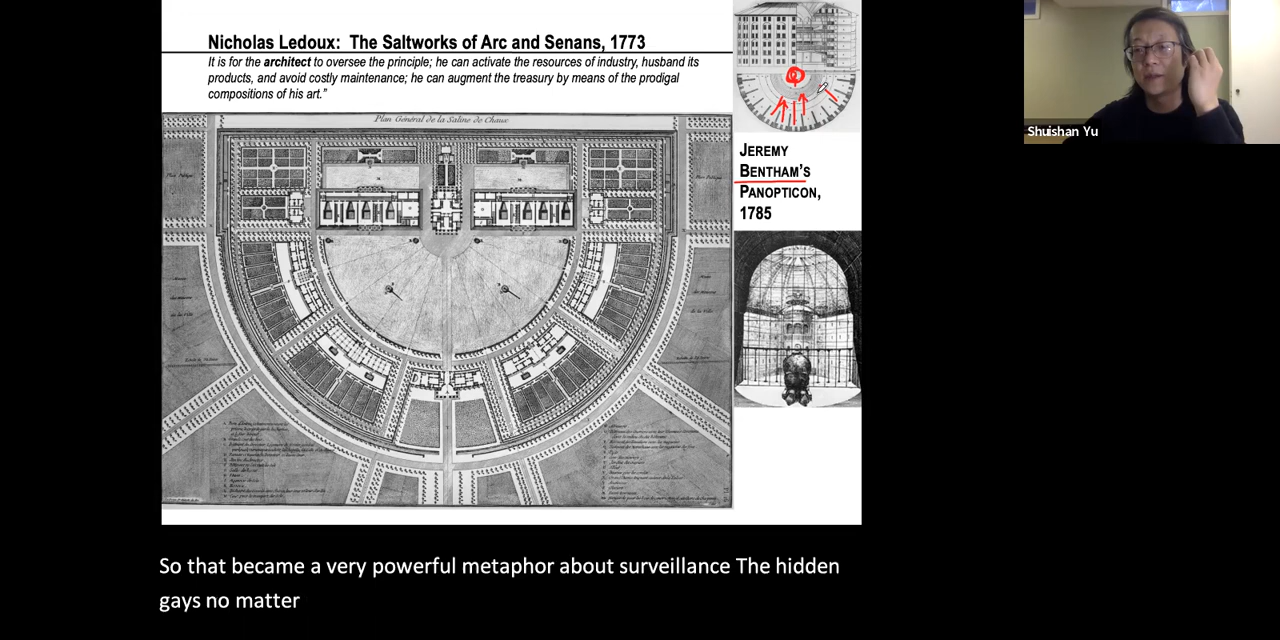 Nicholas Ledoux: The Saltworks of Arc and Senans, 1773
It is for the architect to oversee the principle; he can activate the resources of industry, husband its
products, and avoid costly maintenance; he can augment the treasury by means of the prodigal
compositions of his art.”
Plan Général de la Saline de Chaux
JEREMY
BENTHAM'S
PANOPTICON,
1785
Shuishan Yu
So that became a very powerful metaphor about surveillance The hidden
gays no matter